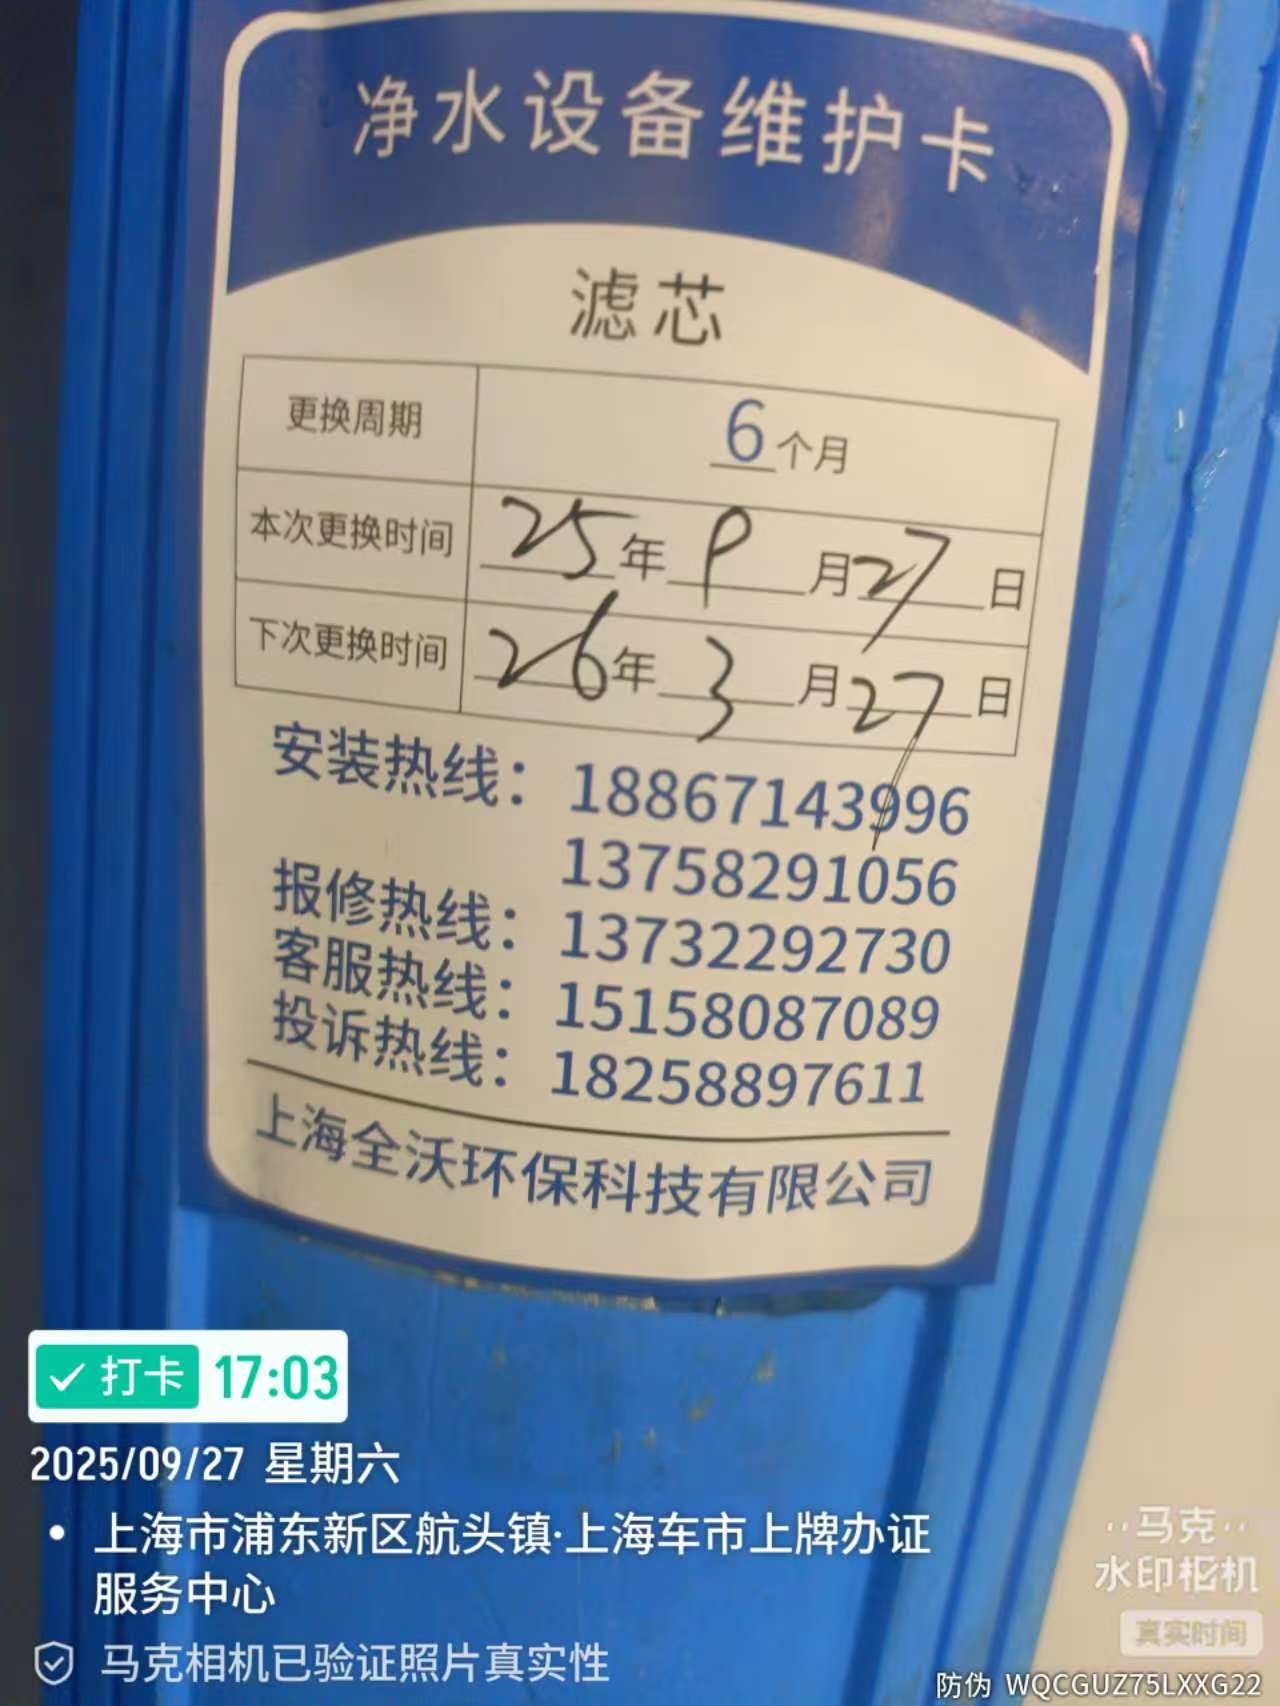 净水设备维护卡
滤芯
更换周期 6个月
本次更换时间 25年9月27日
下次更换时间 26年3月27日
安装热线：18867143996
13758291056
报修热线：13732292730
客服热线：15158087089
投诉热线：18258897611
上海全沃环保科技有限公司
打卡 17:03
2025/09/27 星期六
上海市浦东新区航头镇·上海车市上牌办证
服务中心
马克相机已验证照片真实性
马克
水印相机
真实时间
防伪 WQCGUZ75LXXG22